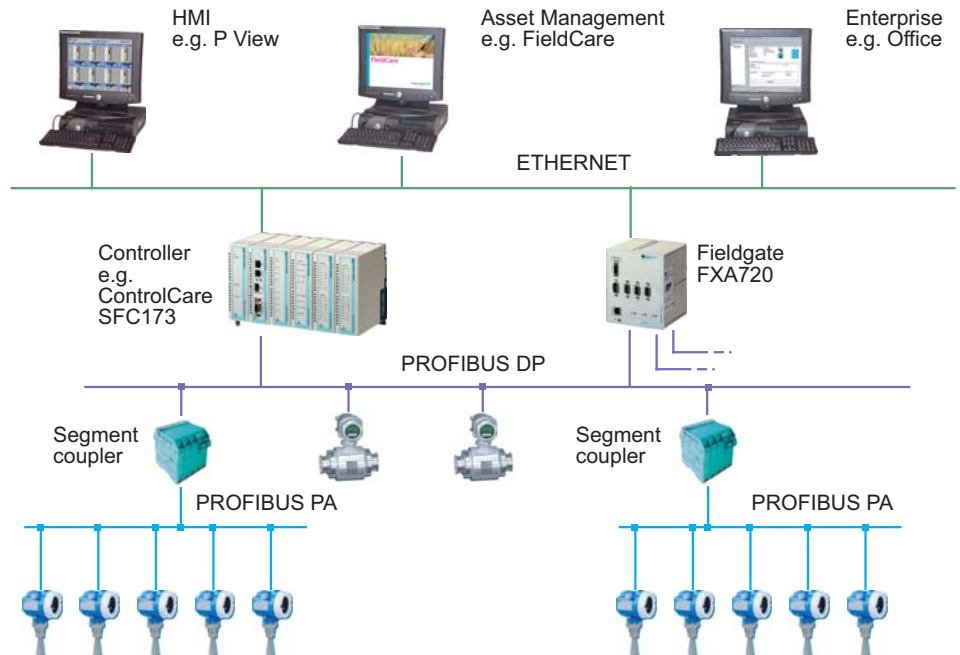 HMI
e.g. P View
Asset Management
e.g. FieldCare
Enterprise
e.g. Office
FieldCare
ETHERNET
Controller
e.g.
ControlCare
SFC173
Fieldgate
FXA720
PROFIBUS DP
Segment
coupler
Segment
coupler
PROFIBUS PA
PROFIBUS PA